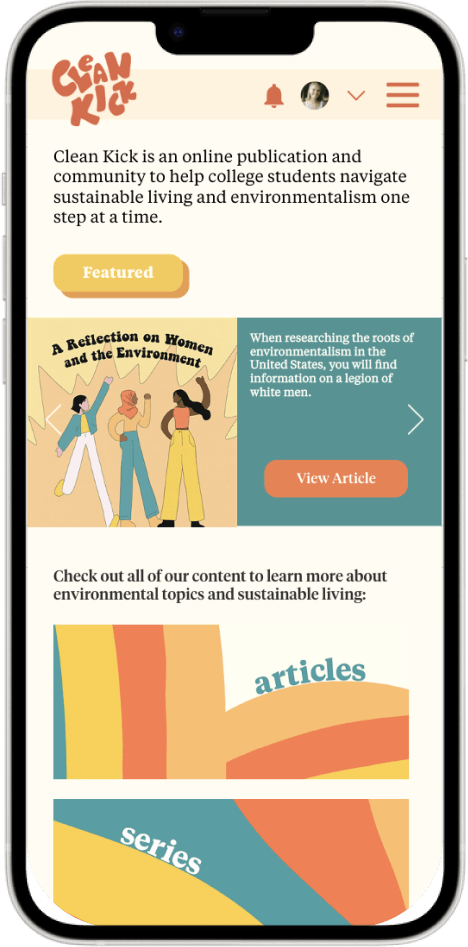 CLEAN
KICK
Clean Kick is an online publication and
community to help college students navigate
sustainable living and environmentalism one
step at a time.
Featured
A Reflection on Women
and the Environment
When researching the roots of
environmentalism in the
United States, you will find
information on a legion of
white men.
View Article
Check out all of our content to learn more about
environmental topics and sustainable living:
articles
series